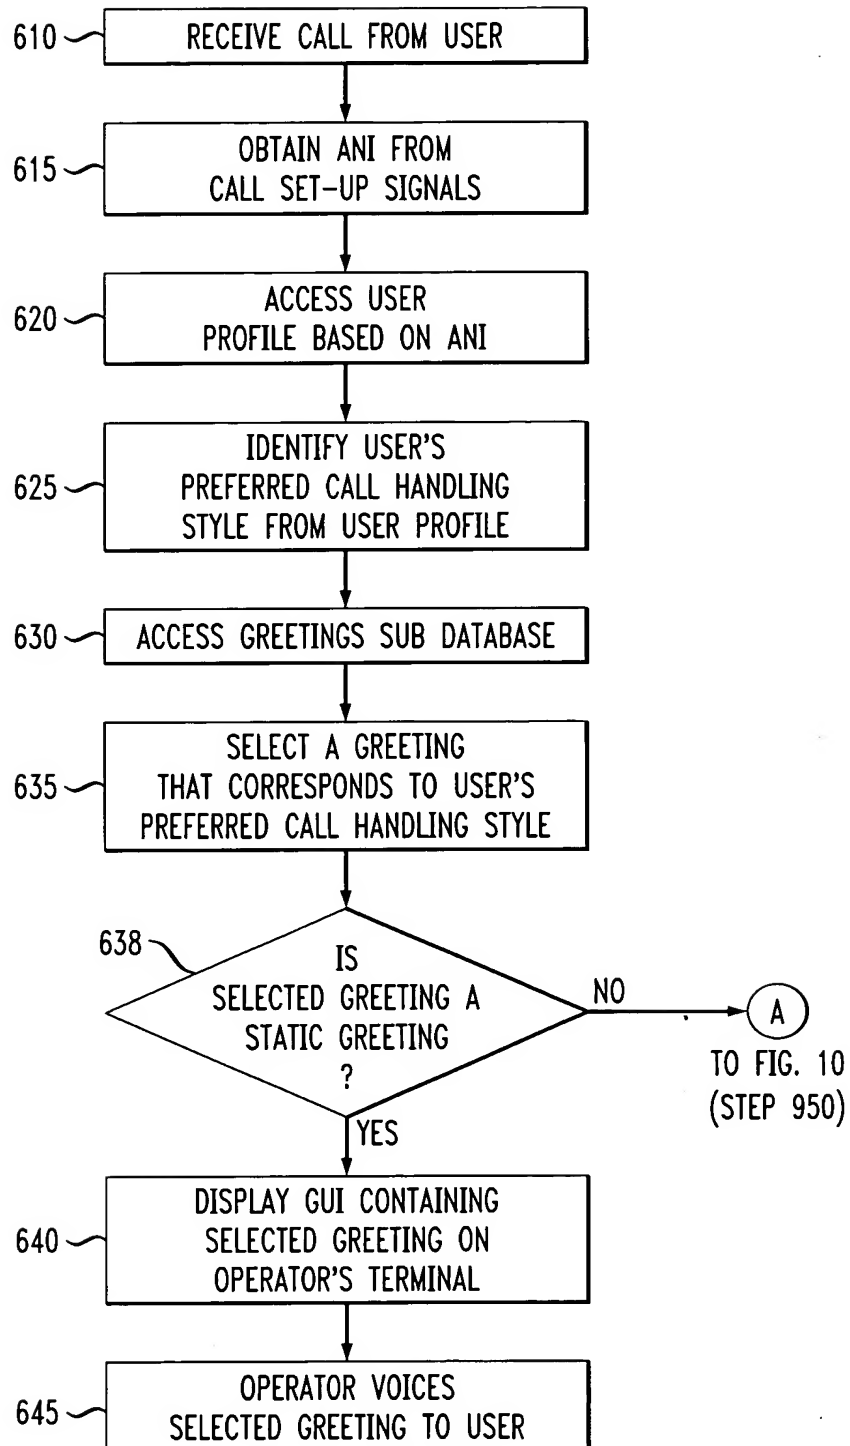 610
RECEIVE CALL FROM USER
615
OBTAIN ANI FROM
CALL SET-UP SIGNALS
620
ACCESS USER
PROFILE BASED ON ANI
625
IDENTIFY USER'S
PREFERRED CALL HANDLING
STYLE FROM USER PROFILE
630
ACCESS GREETINGS SUB DATABASE
635
SELECT A GREETING
THAT CORRESPONDS TO USER'S
PREFERRED CALL HANDLING STYLE
638
IS
SELECTED GREETING A
STATIC GREETING
?
NO
A
TO FIG. 10
(STEP 950)
YES
640
DISPLAY GUI CONTAINING
SELECTED GREETING ON
OPERATOR'S TERMINAL
645
OPERATOR VOICES
SELECTED GREETING TO USER